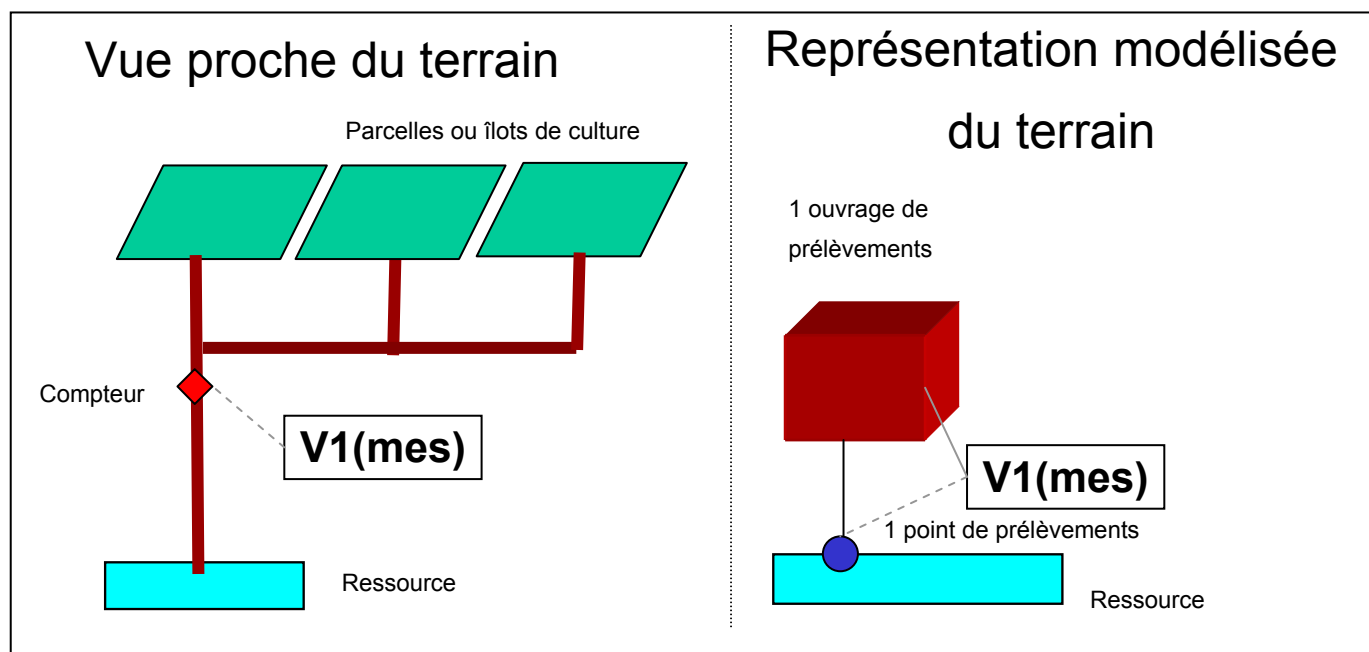 Vue proche du terrain
Parcelles ou îlots de culture
Compteur
V1(mes)
Ressource
Représentation modélisée
du terrain
1 ouvrage de
prélèvements
V1(mes)
1 point de prélèvements
Ressource